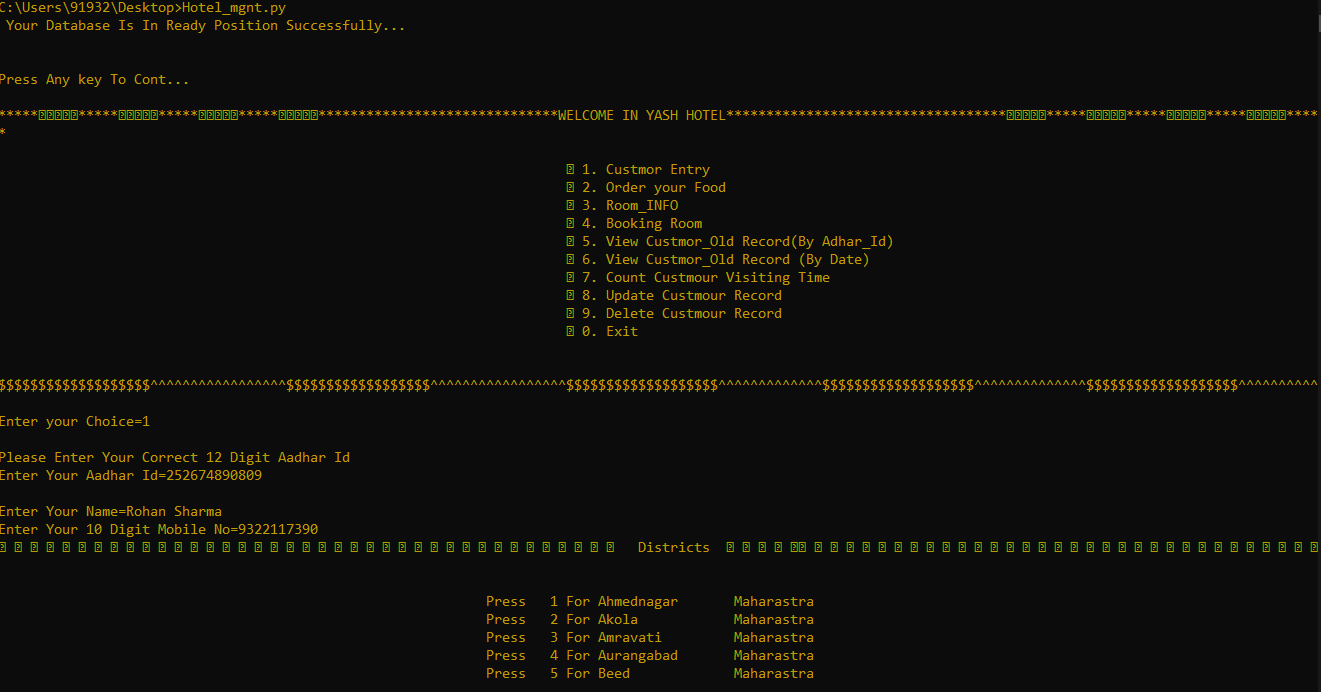 C:\Users\91932\Desktop>Hotel_mgnt.py
Your Database Is In Ready Position Successfully...
Press Any key To Cont...
*****⍰⍰⍰⍰⍰*****⍰⍰⍰⍰⍰*****⍰⍰⍰⍰⍰*****⍰⍰⍰⍰⍰******************************WELCOME IN YASH HOTEL***********************************⍰⍰⍰⍰⍰*****⍰⍰⍰⍰⍰*****⍰⍰⍰⍰⍰*****⍰⍰⍰⍰⍰****
*
⍰ 1. Custmor Entry
⍰ 2. Order your Food
⍰ 3. Room_INFO
⍰ 4. Booking Room
⍰ 5. View Custmor_Old Record(By Adhar_Id)
⍰ 6. View Custmor_Old Record (By Date)
⍰ 7. Count Custmour Visiting Time
⍰ 8. Update Custmour Record
⍰ 9. Delete Custmour Record
⍰ 0. Exit
$$$$$$$$$$$$$$$$$$$^^^^^^^^^^^^^^^^^$$$$$$$$$$$$$$$$$$^^^^^^^^^^^^^^^^^$$$$$$$$$$$$$$$$$$$^^^^^^^^^^^^^$$$$$$$$$$$$$$$$$$$^^^^^^^^^^^^^^$$$$$$$$$$$$$$$$$$$^^^^^^^^^^
Enter your Choice=1
Please Enter Your Correct 12 Digit Aadhar Id
Enter Your Aadhar Id=252674890809
Enter Your Name=Rohan Sharma
Enter Your 10 Digit Mobile No=9322117390
Districts
Press 1 For Ahmednagar Maharastra
Press 2 For Akola Maharastra
Press 3 For Amravati Maharastra
Press 4 For Aurangabad Maharastra
Press 5 For Beed Maharastra